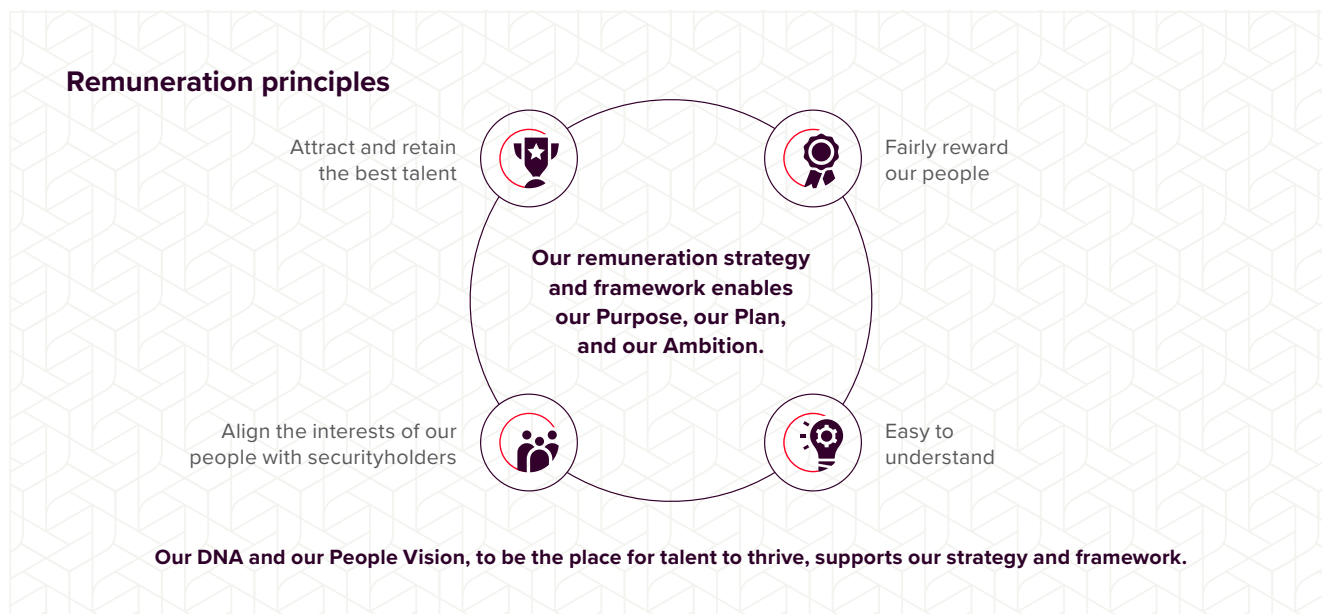 Remuneration principles
Attract and retain
the best talent
Fairly reward
our people
Our remuneration strategy
and framework enables
our Purpose, our Plan,
and our Ambition.
Align the interests of our
people with securityholders
Easy to
understand
Our DNA and our People Vision, to be the place for talent to thrive, supports our strategy and framework.